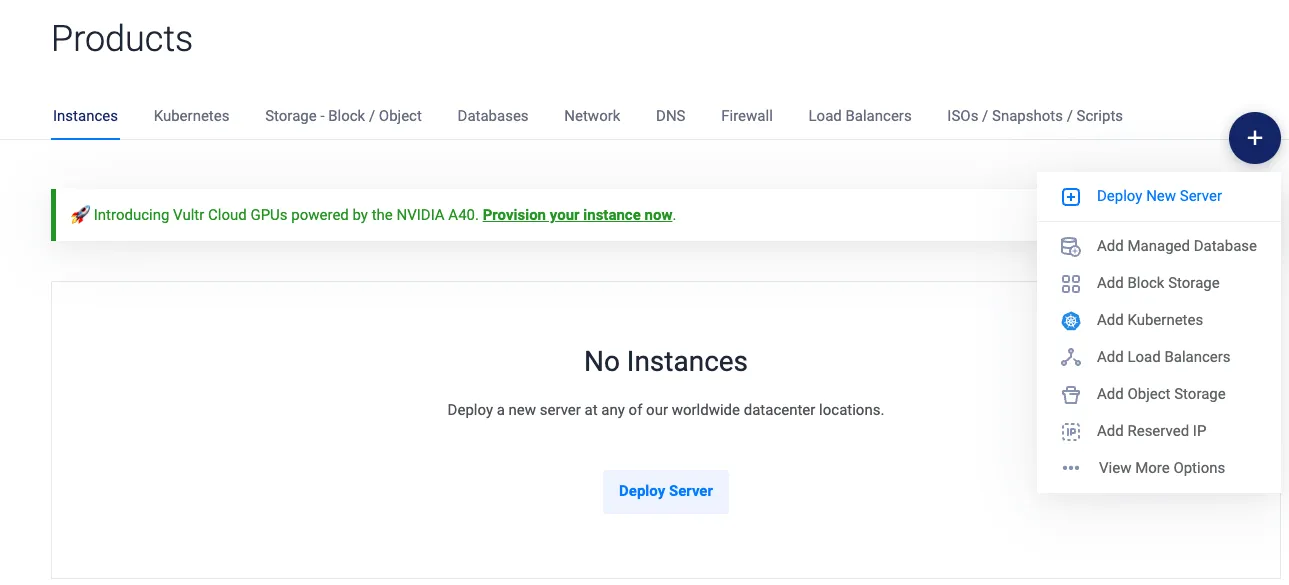 Products
Instances Kubernetes Storage - Block / Object Databases Network DNS Firewall Load Balancers ISOs / Snapshots / Scripts
+
🚀 Introducing Vultr Cloud GPUs powered by the NVIDIA A40. Provision your instance now.
No Instances
Deploy a new server at any of our worldwide datacenter locations.
Deploy Server
Deploy New Server
Add Managed Database
Add Block Storage
Add Kubernetes
Add Load Balancers
Add Object Storage
IP Add Reserved IP
View More Options